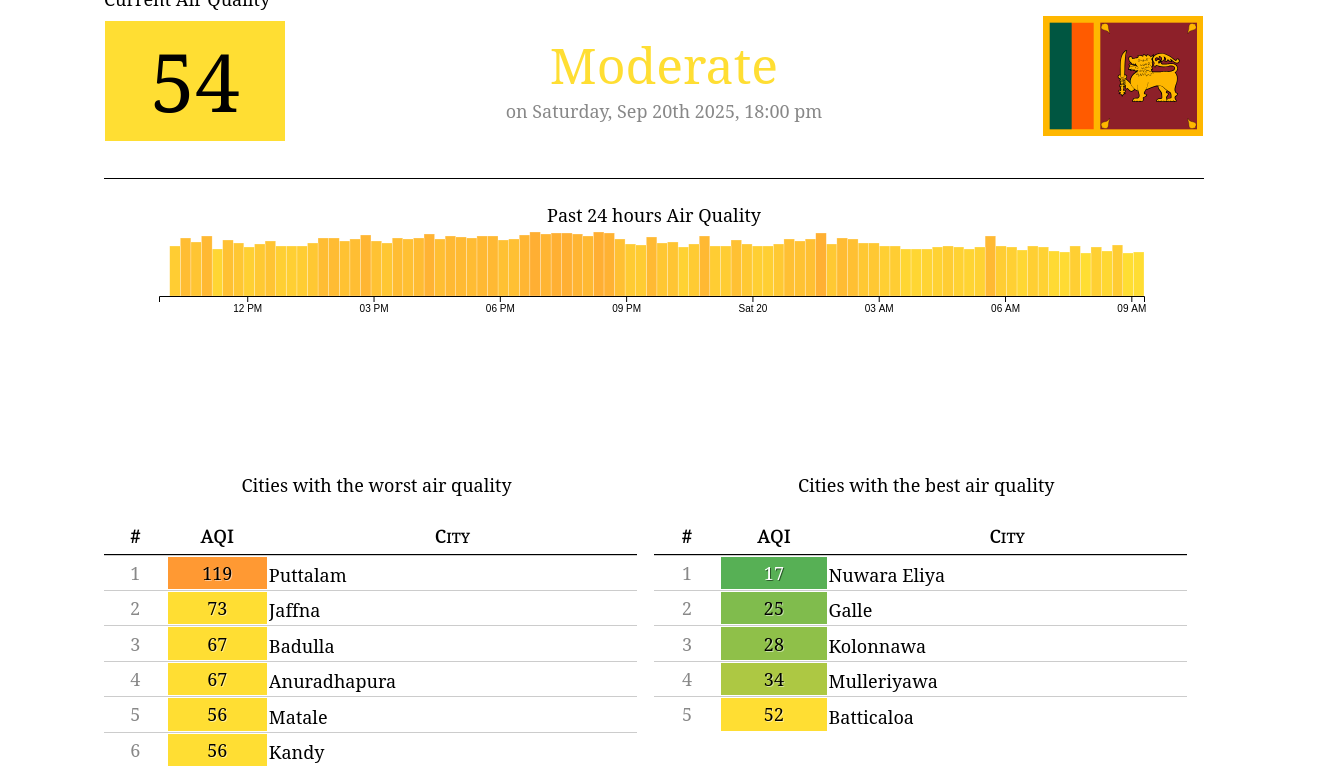 Current Air Quality
54
Moderate
on Saturday, Sep 20th 2025, 18:00 pm
Past 24 hours Air Quality
12 PM 03 PM 06 PM 09 PM Sat 20 03 AM 06 AM 09 AM
Cities with the worst air quality
# AQI City
1 119 Puttalam
2 73 Jaffna
3 67 Badulla
4 67 Anuradhapura
5 56 Matale
6 56 Kandy
Cities with the best air quality
# AQI City
1 17 Nuwara Eliya
2 25 Galle
3 28 Kolonnawa
4 34 Mulleriyawa
5 52 Batticaloa